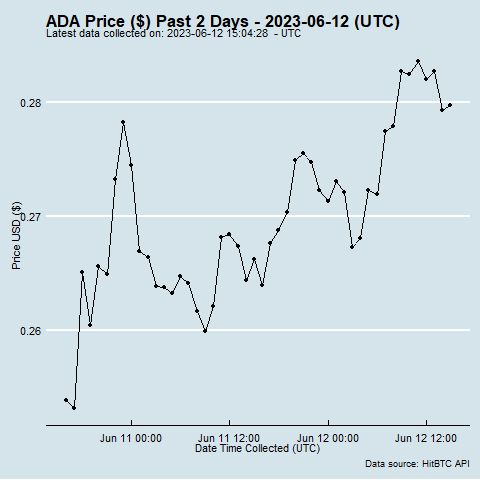 ADA Price ($) Past 2 Days - 2023-06-12 (UTC)
Latest data collected on: 2023-06-12 15:04:28  - UTC
0.28
0.27
0.26
Price USD ($)
Jun 11 00:00
Jun 11 12:00
Jun 12 00:00
Jun 12 12:00
Date Time Collected (UTC)
Data source: HitBTC API